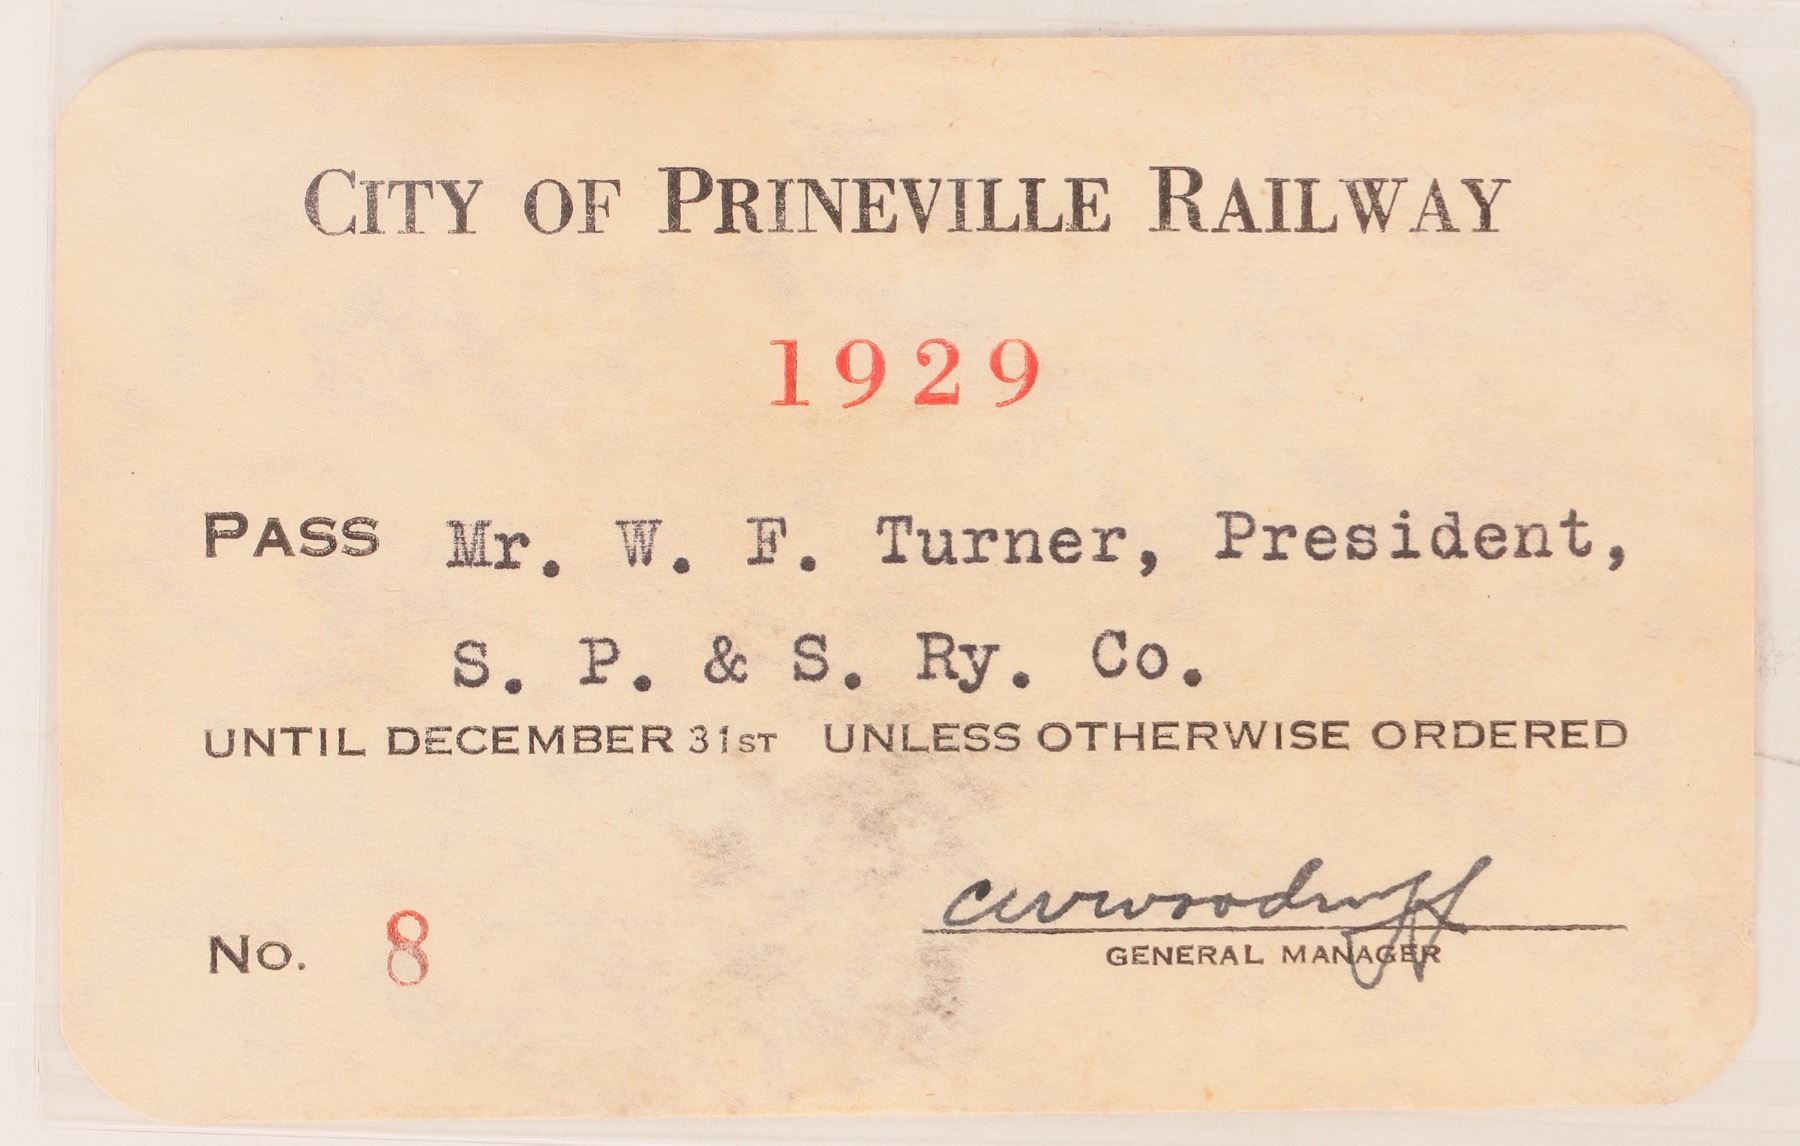 CITY OF PRINEVILLE RAILWAY
1929
PASS Mr. W. F. Turner, President,
S. P. & S. Ry. Co.
UNTIL DECEMBER 31ST UNLESS OTHERWISE ORDERED
CWWoodruff
No. 8
GENERAL MANAGER